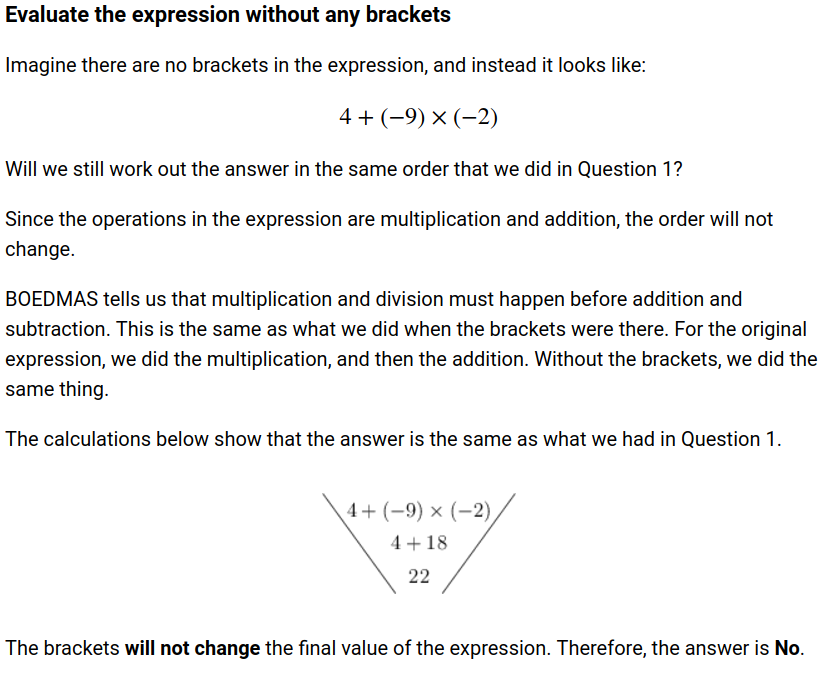 Evaluate the expression without any brackets
Imagine there are no brackets in the expression, and instead it looks like:
4 + (−9) × (−2)
Will we still work out the answer in the same order that we did in Question 1?
Since the operations in the expression are multiplication and addition, the order will not
change.
BOEDMAS tells us that multiplication and division must happen before addition and
subtraction. This is the same as what we did when the brackets were there. For the original
expression, we did the multiplication, and then the addition. Without the brackets, we did the
same thing.
The calculations below show that the answer is the same as what we had in Question 1.
4 + (−9) × (−2)
4 + 18
22
The brackets will not change the final value of the expression. Therefore, the answer is No.